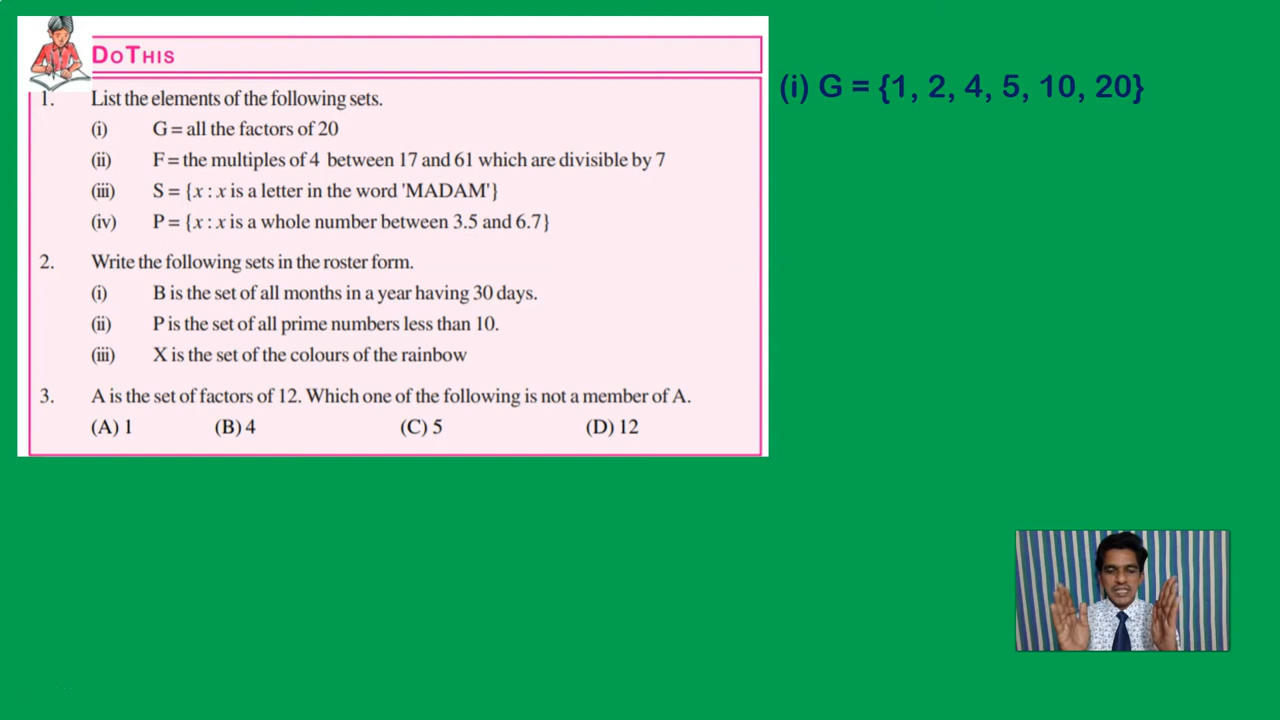 DOTHIS
1. List the elements of the following sets.
(i) G = all the factors of 20
(ii) F = the multiples of 4 between 17 and 61 which are divisible by 7
(iii) S = {x : x is a letter in the word 'MADAM'}
(iv) P = {x : x is a whole number between 3.5 and 6.7}
2. Write the following sets in the roster form.
(i) B is the set of all months in a year having 30 days.
(ii) P is the set of all prime numbers less than 10.
(iii) X is the set of the colours of the rainbow
3. A is the set of factors of 12. Which one of the following is not a member of A.
(A) 1 (B) 4 (C) 5 (D) 12
(i) G = {1, 2, 4, 5, 10, 20}